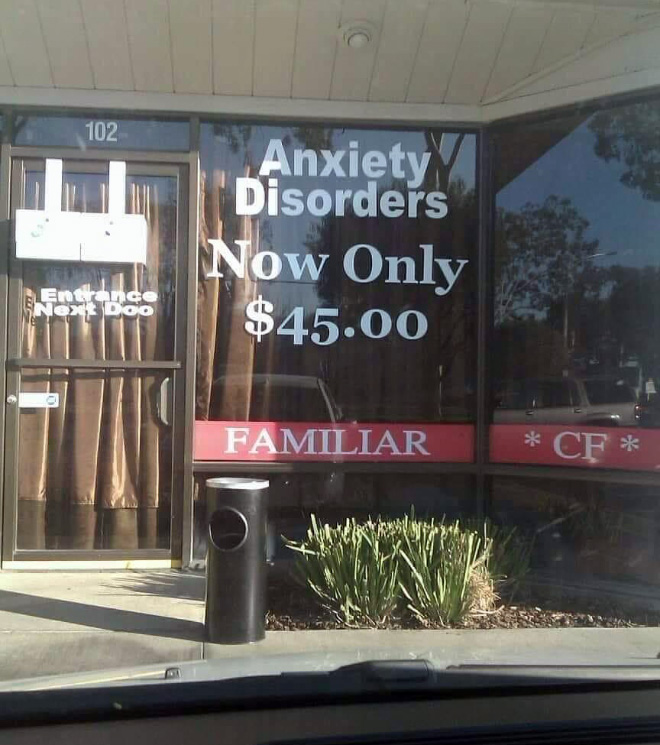 102
Anxiety
Disorders
Now Only
$45.00
Entrance
Next Doo
FAMILIAR
* CF *